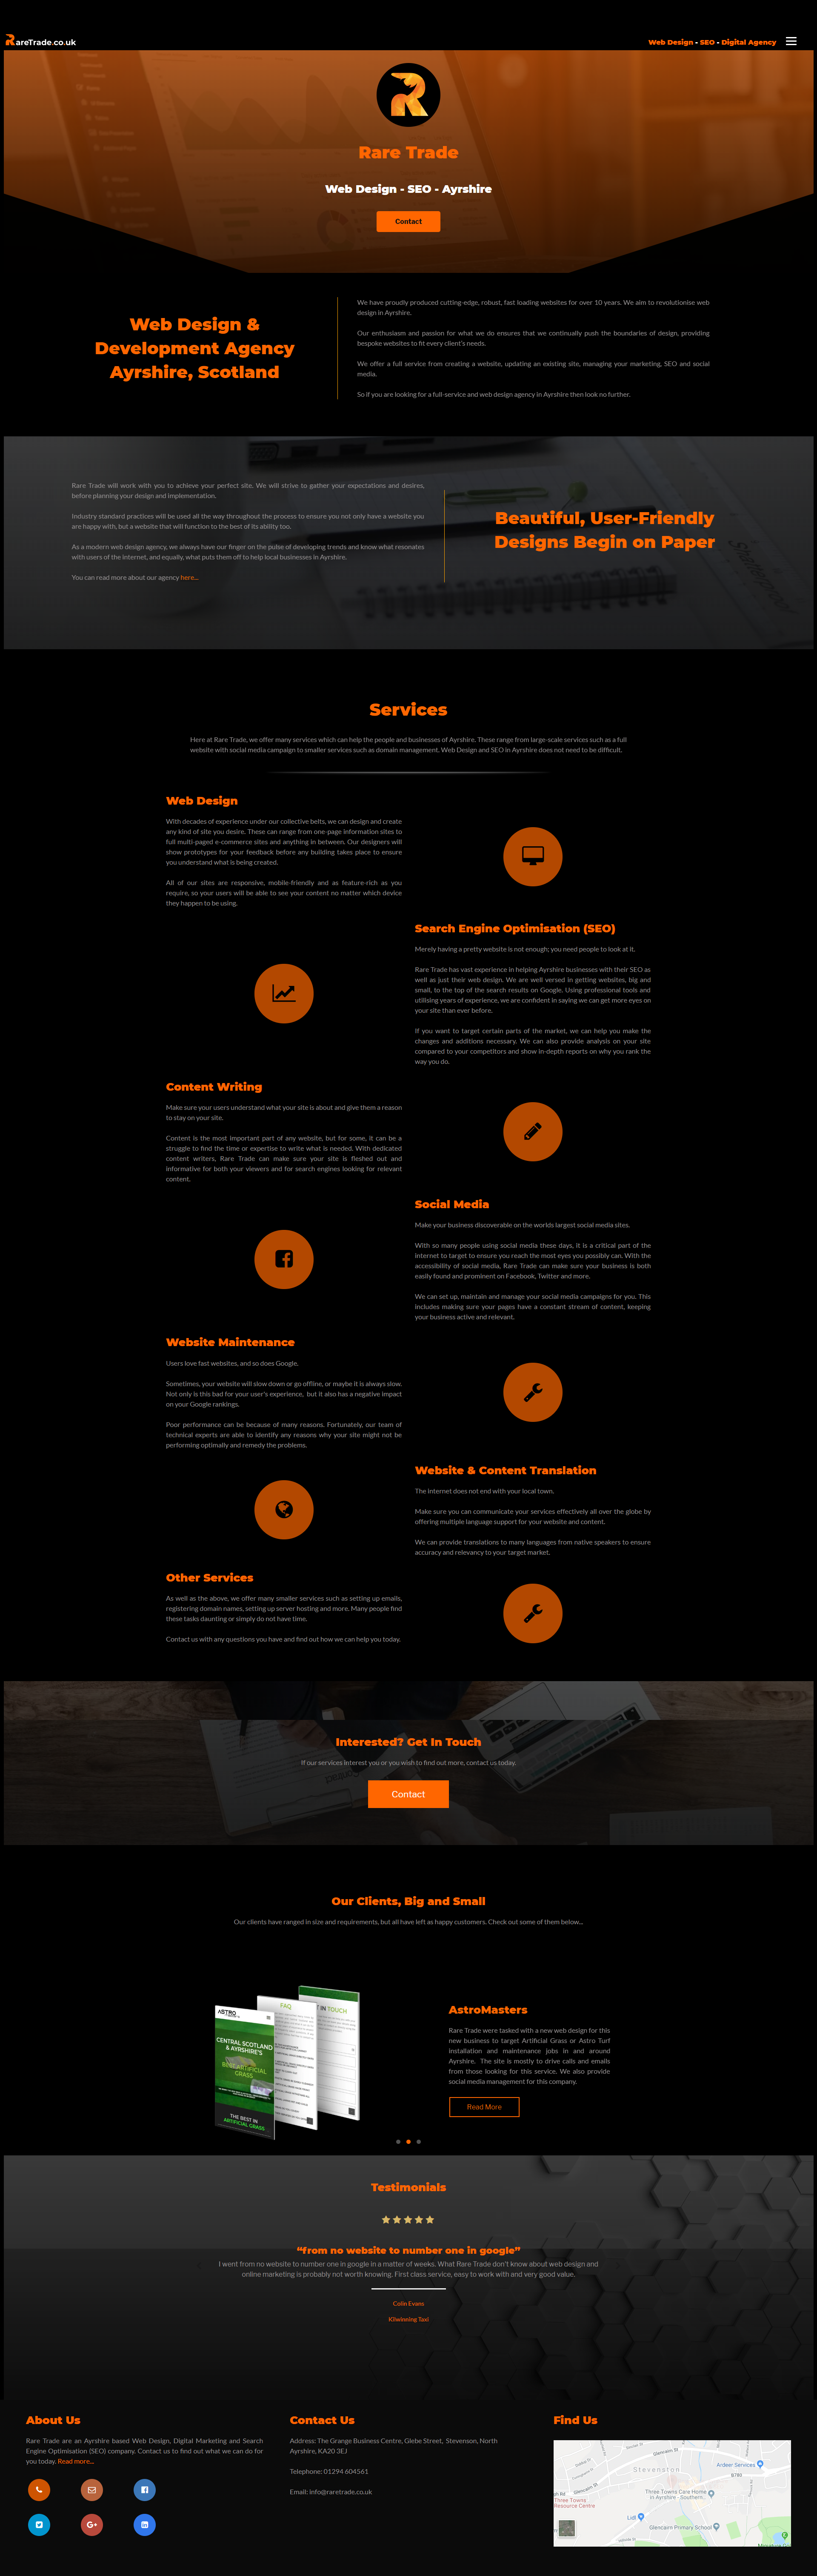 RareTrade.co.uk
Web Design - SEO - Digital Agency
Rare Trade
Web Design - SEO - Ayrshire
Contact
Web Design &
Development Agency
Ayrshire, Scotland
We have proudly produced cutting-edge, robust, fast loading websites for over 10 years. We aim to revolutionise web
design in Ayrshire.
Our enthusiasm and passion for what we do ensures that we continually push the boundaries of design, providing
bespoke websites to fit every client's needs.
We offer a full service from creating a website, updating an existing site, managing your marketing, SEO and social
media.
So if you are looking for a full-service and web design agency in Ayrshire then look no further.
Rare Trade will work with you to achieve your perfect site. We will strive to gather your expectations and desires,
before planning your design and implementation.
Industry standard practices will be used all the way throughout the process to ensure you not only have a website you
are happy with, but a website that will function to the best of its ability too.
As a modern web design agency, we always have our finger on the pulse of developing trends and know what resonates
with users of the internet, and equally, what puts them off to help local businesses in Ayrshire.
You can read more about our agency here...
Beautiful, User-Friendly
Designs Begin on Paper
Services
Here at Rare Trade, we offer many services which can help the people and businesses of Ayrshire. These range from large-scale services such as a full
website with social media campaign to smaller services such as domain management. Web Design and SEO in Ayrshire does not need to be difficult.
Web Design
With decades of experience under our collective belts, we can design and create
any kind of site you desire. These can range from one-page information sites to
full multi-paged e-commerce sites and anything in between. Our designers will
show prototypes for your feedback before any building takes place to ensure
you understand what is being created.
All of our sites are responsive, mobile-friendly and as feature-rich as you
require, so your users will be able to see your content no matter which device
they happen to be using.
Search Engine Optimisation (SEO)
Merely having a pretty website is not enough; you need people to look at it.
Rare Trade has vast experience in helping Ayrshire businesses with their SEO as
well as just their web design. We are well versed in getting websites, big and
small, to the top of the search results on Google. Using professional tools and
utilising years of experience, we are confident in saying we can get more eyes on
your site than ever before.
If you want to target certain parts of the market, we can help you make the
changes and additions necessary. We can also provide analysis on your site
compared to your competitors and show in-depth reports on why you rank the
way you do.
Content Writing
Make sure your users understand what your site is about and give them a reason
to stay on your site.
Content is the most important part of any website, but for some, it can be a
struggle to find the time or expertise to write what is needed. With dedicated
content writers, Rare Trade can make sure your site is fleshed out and
informative for both your viewers and for search engines looking for relevant
content.
Social Media
Make your business discoverable on the worlds largest social media sites.
With so many people using social media these days, it is a critical part of the
internet to target to ensure you reach the most eyes you possibly can. With the
accessibility of social media, Rare Trade can make sure your business is both
easily found and prominent on Facebook, Twitter and more.
We can set up, maintain and manage your social media campaigns for you. This
includes making sure your pages have a constant stream of content, keeping
your business active and relevant.
Website Maintenance
Users love fast websites, and so does Google.
Sometimes, your website will slow down or go offline, or maybe it is always slow.
Not only is this bad for your user's experience, but it also has a negative impact
on your Google rankings.
Poor performance can be because of many reasons. Fortunately, our team of
technical experts are able to identify any reasons why your site might not be
performing optimally and remedy the problems.
Website & Content Translation
The internet does not end with your local town.
Make sure you can communicate your services effectively all over the globe by
offering multiple language support for your website and content.
We can provide translations to many languages from native speakers to ensure
accuracy and relevancy to your target market.
Other Services
As well as the above, we offer many smaller services such as setting up emails,
registering domain names, setting up server hosting and more. Many people find
these tasks daunting or simply do not have time.
Contact us with any questions you have and find out how we can help you today.
Interested? Get In Touch
If our services interest you or you wish to find out more, contact us today.
Contact
Our Clients, Big and Small
Our clients have ranged in size and requirements, but all have left as happy customers. Check out some of them below...
ASTRO
CENTRAL SCOTLAND
& AYRSHIRE'S
BEST ARTIFICIAL
GRASS
THE BEST IN
ARTIFICIAL GRASS
FAQ
IN TOUCH
AstroMasters
Rare Trade were tasked with a new web design for this
new business to target Artificial Grass or Astro Turf
installation and maintenance jobs in and around
Ayrshire. The site is mostly to drive calls and emails
from those looking for this service. We also provide
social media management for this company.
Read More
Testimonials
“from no website to number one in google”
I went from no website to number one in google in a matter of weeks. What Rare Trade don't know about web design and
online marketing is probably not worth knowing. First class service, easy to work with and very good value.
Colin Evans
Kilwinning Taxi
About Us
Rare Trade are an Ayrshire based Web Design, Digital Marketing and Search
Engine Optimisation (SEO) company. Contact us to find out what we can do for
you today. Read more...
Contact Us
Address: The Grange Business Centre, Glebe Street, Stevenson, North
Ayrshire, KA20 3EJ
Telephone: 01294 604561
Email: info@raretrade.co.uk
Find Us
Glencairn St
Stevenston
Ardoer Services
B780
Three Towns Care Home
in Ayrshire - Southern...
Three Towns
Resource Centre
Lidl
Glencairn Primary School